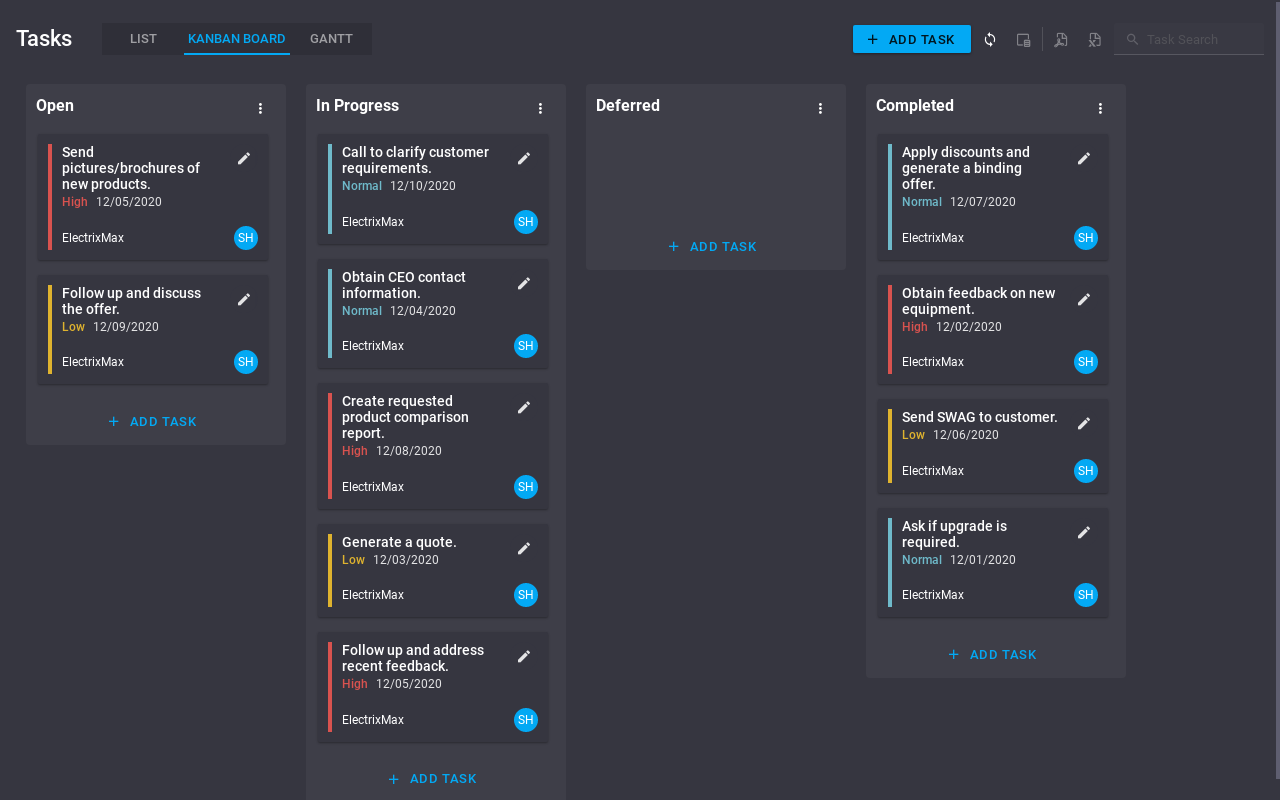 Tasks
LIST
KANBAN BOARD
GANTT
ADD TASK
Task Search
Open
Send
pictures/brochures of
new products.
High 12/05/2020
ElectrixMax
SH
Follow up and discuss
the offer.
Low 12/09/2020
ElectrixMax
SH
ADD TASK
In Progress
Call to clarify customer
requirements.
Normal 12/10/2020
ElectrixMax
SH
Obtain CEO contact
information.
Normal 12/04/2020
ElectrixMax
SH
Create requested
product comparison
report.
High 12/08/2020
ElectrixMax
SH
Generate a quote.
Low 12/03/2020
ElectrixMax
SH
Follow up and address
recent feedback.
High 12/05/2020
ElectrixMax
SH
ADD TASK
Deferred
ADD TASK
Completed
Apply discounts and
generate a binding
offer.
Normal 12/07/2020
ElectrixMax
SH
Obtain feedback on new
equipment.
High 12/02/2020
ElectrixMax
SH
Send SWAG to customer.
Low 12/06/2020
ElectrixMax
SH
Ask if upgrade is
required.
Normal 12/01/2020
ElectrixMax
SH
ADD TASK